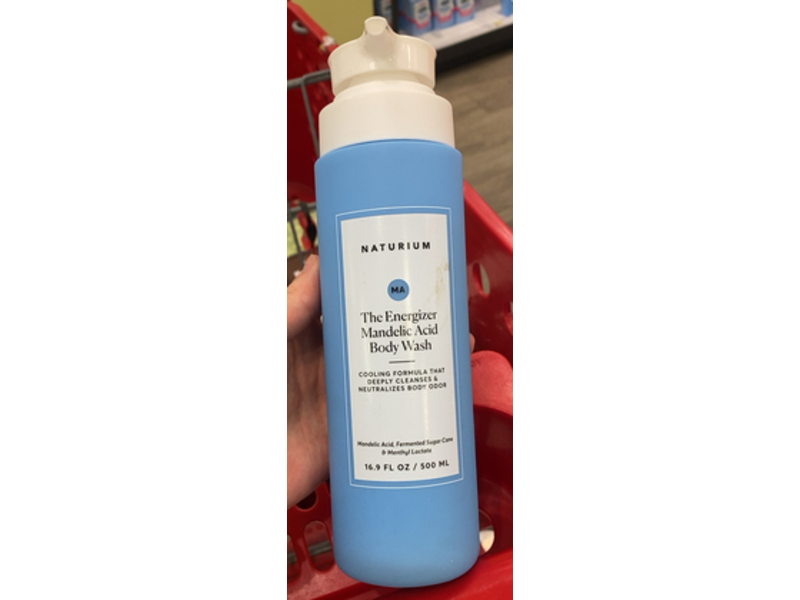 NATURIUM
MA
The Energizer
Mandelic Acid
Body Wash
COOLING FORMULA THAT
DEEPLY CLEANSES &
NEUTRALIZES BODY ODOR
Mandelic Acid, Fermented Sugar Cane
& Menthyl Lactate
16.9 FL OZ / 500 ML